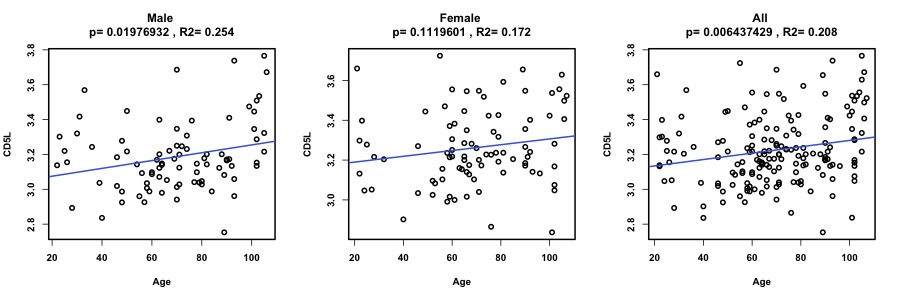 Male
p= 0.01976932 , R2= 0.254
CD5L
3.8
3.6
3.4
3.2
3.0
2.8
20 40 60 80 100
Age
Female
p= 0.1119601 , R2= 0.172
CD5L
3.6
3.4
3.2
3.0
20 40 60 80 100
Age
All
p= 0.006437429 , R2= 0.208
CD5L
3.8
3.6
3.4
3.2
3.0
2.8
20 40 60 80 100
Age